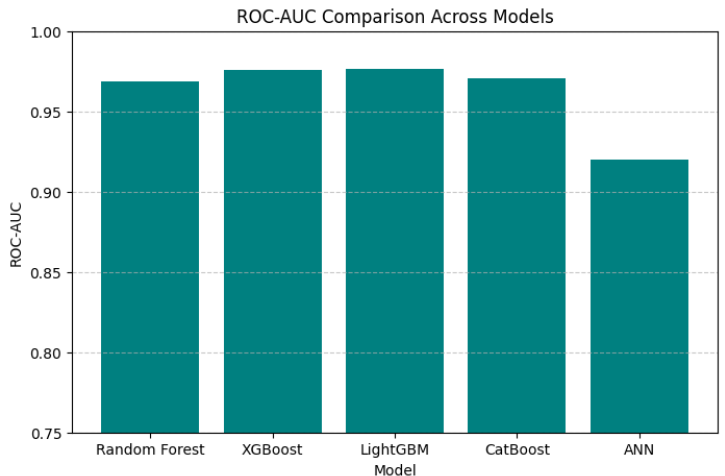 ROC-AUC Comparison Across Models
1.00
0.95
0.90
0.85
0.80
0.75
ROC-AUC
Random Forest XGBoost LightGBM CatBoost ANN
Model